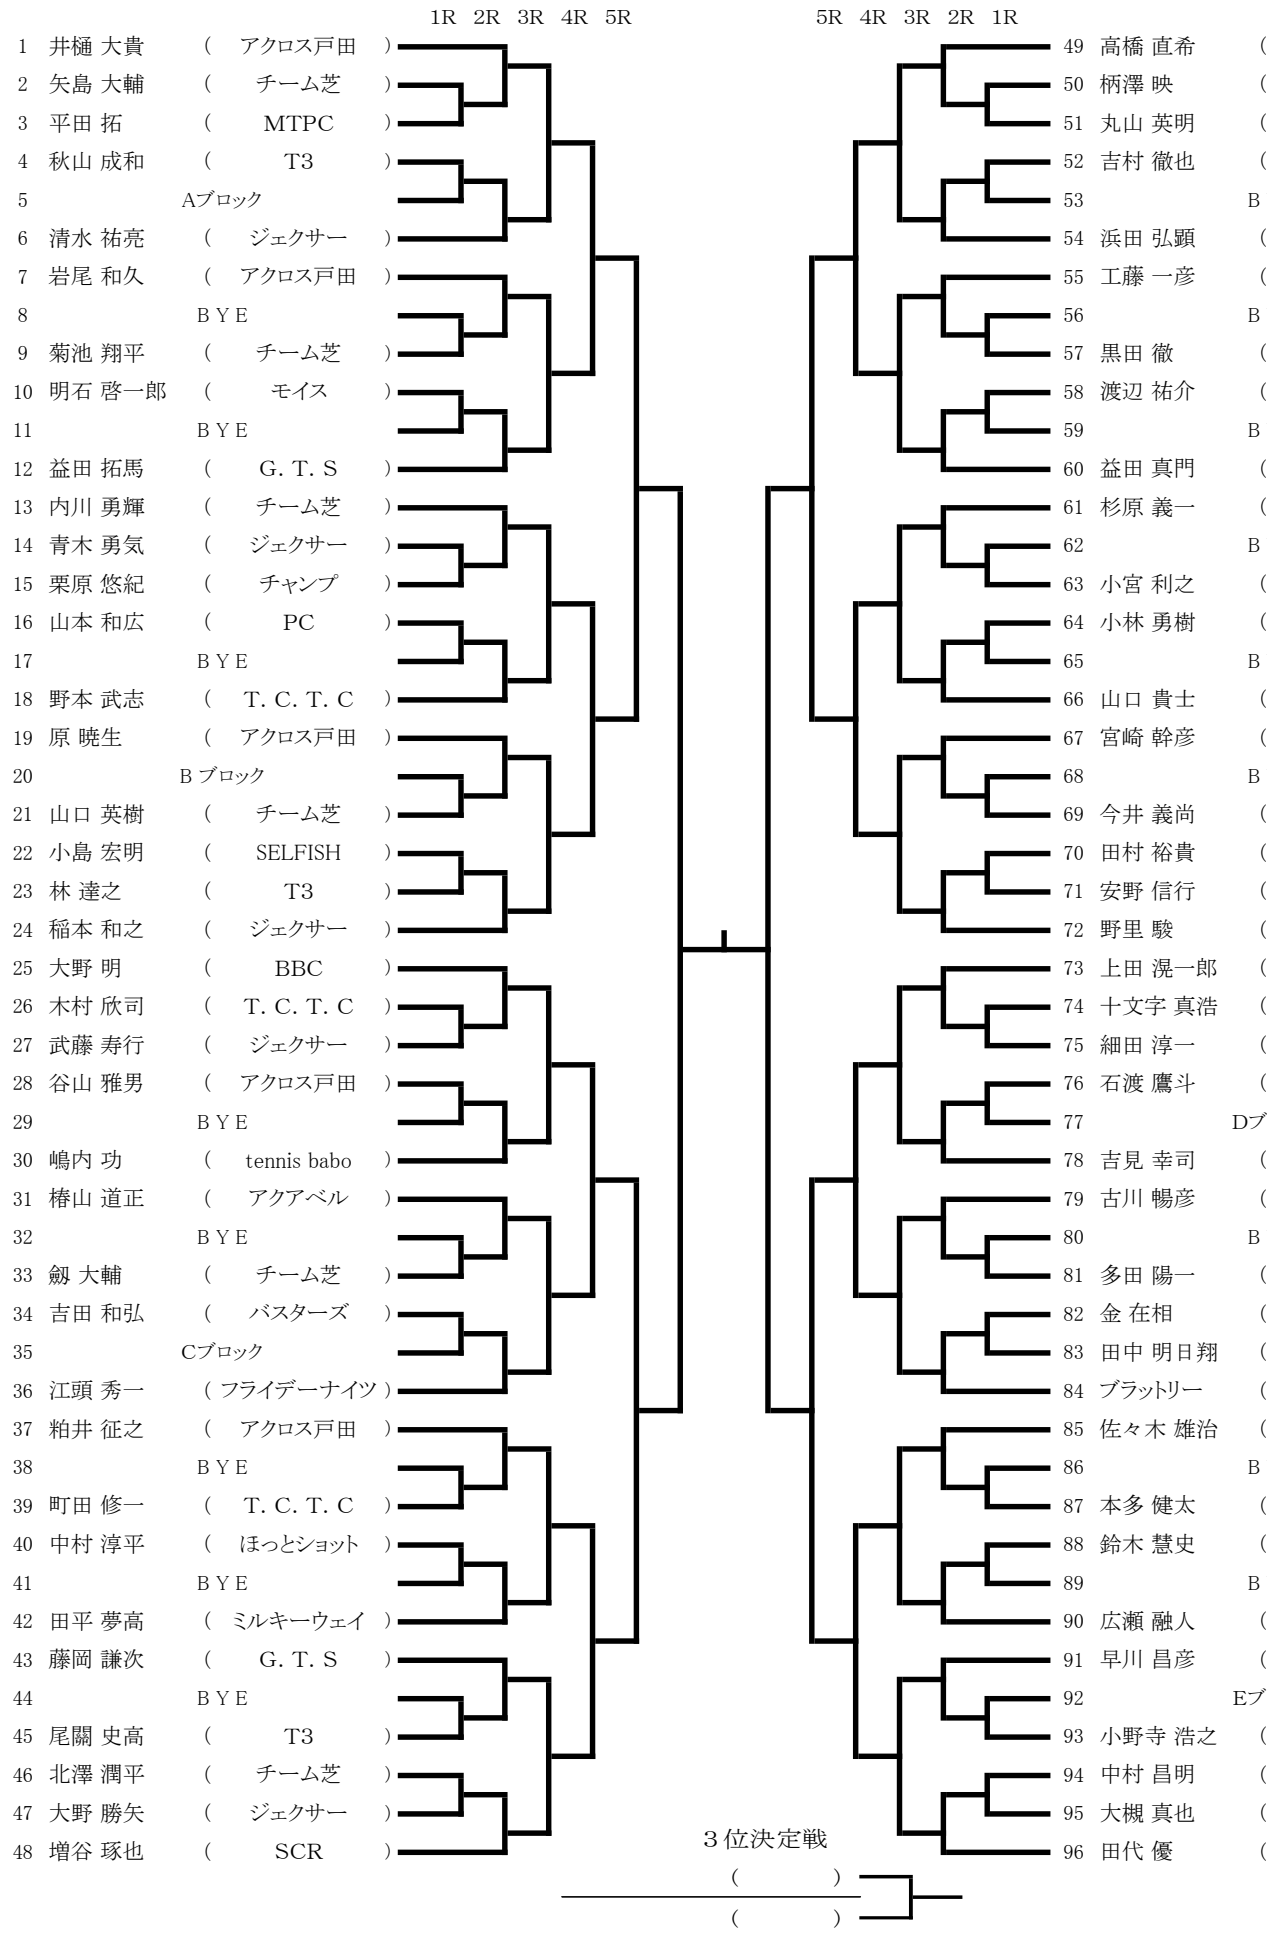 1R 2R 3R 4R 5R 5R 4R 3R 2R 1R
1 井樋 大貴 ( アクロス戸田 ) 49 高橋 直希 (
2 矢島 大輔 ( チーム芝 ) 50 柄澤 映 (
3 平田 拓 ( MTPC ) 51 丸山 英明 (
4 秋山 成和 ( T3 ) 52 吉村 徹也 (
5 Aブロック 53 B
6 清水 祐亮 ( ジェクサー ) 54 浜田 弘顕 (
7 岩尾 和久 ( アクロス戸田 ) 55 工藤 一彦 (
8 B Y E 56 B
9 菊池 翔平 ( チーム芝 ) 57 黒田 徹 (
10 明石 啓一郎 ( モイス ) 58 渡辺 祐介 (
11 B Y E 59 B
12 益田 拓馬 ( G. T. S ) 60 益田 真門 (
13 内川 勇輝 ( チーム芝 ) 61 杉原 義一 (
14 青木 勇気 ( ジェクサー ) 62 B
15 栗原 悠紀 ( チャンプ ) 63 小宮 利之 (
16 山本 和広 ( PC ) 64 小林 勇樹 (
17 B Y E 65 B
18 野本 武志 ( T. C. T. C ) 66 山口 貴士 (
19 原 暁生 ( アクロス戸田 ) 67 宮崎 幹彦 (
20 B ブロック 68 B
21 山口 英樹 ( チーム芝 ) 69 今井 義尚 (
22 小島 宏明 ( SELFISH ) 70 田村 裕貴 (
23 林 達之 ( T3 ) 71 安野 信行 (
24 稲本 和之 ( ジェクサー ) 72 野里 駿 (
25 大野 明 ( BBC ) 73 上田 滉一郎 (
26 木村 欣司 ( T. C. T. C ) 74 十文字 真浩 (
27 武藤 寿行 ( ジェクサー ) 75 細田 淳一 (
28 谷山 雅男 ( アクロス戸田 ) 76 石渡 鷹斗 (
29 B Y E 77 Dブ
30 嶋内 功 ( tennis babo ) 78 吉見 幸司 (
31 椿山 道正 ( アクアベル ) 79 古川 暢彦 (
32 B Y E 80 B
33 劔 大輔 ( チーム芝 ) 81 多田 陽一 (
34 吉田 和弘 ( バスターズ ) 82 金 在相 (
35 Cブロック 83 田中 明日翔 (
36 江頭 秀一 ( フライデーナイツ ) 84 ブラットリー (
37 粕井 征之 ( アクロス戸田 ) 85 佐々木 雄治 (
38 B Y E 86 B
39 町田 修一 ( T. C. T. C ) 87 本多 健太 (
40 中村 淳平 ( ほっとショット ) 88 鈴木 慧史 (
41 B Y E 89 B
42 田平 夢高 ( ミルキーウェイ ) 90 広瀬 融人 (
43 藤岡 謙次 ( G. T. S ) 91 早川 昌彦 (
44 B Y E 92 Eブ
45 尾關 史高 ( T3 ) 93 小野寺 浩之 (
46 北澤 潤平 ( チーム芝 ) 94 中村 昌明 (
47 大野 勝矢 ( ジェクサー ) 95 大槻 真也 (
48 増谷 琢也 ( SCR ) 96 田代 優 (
３位決定戦
( )
( )